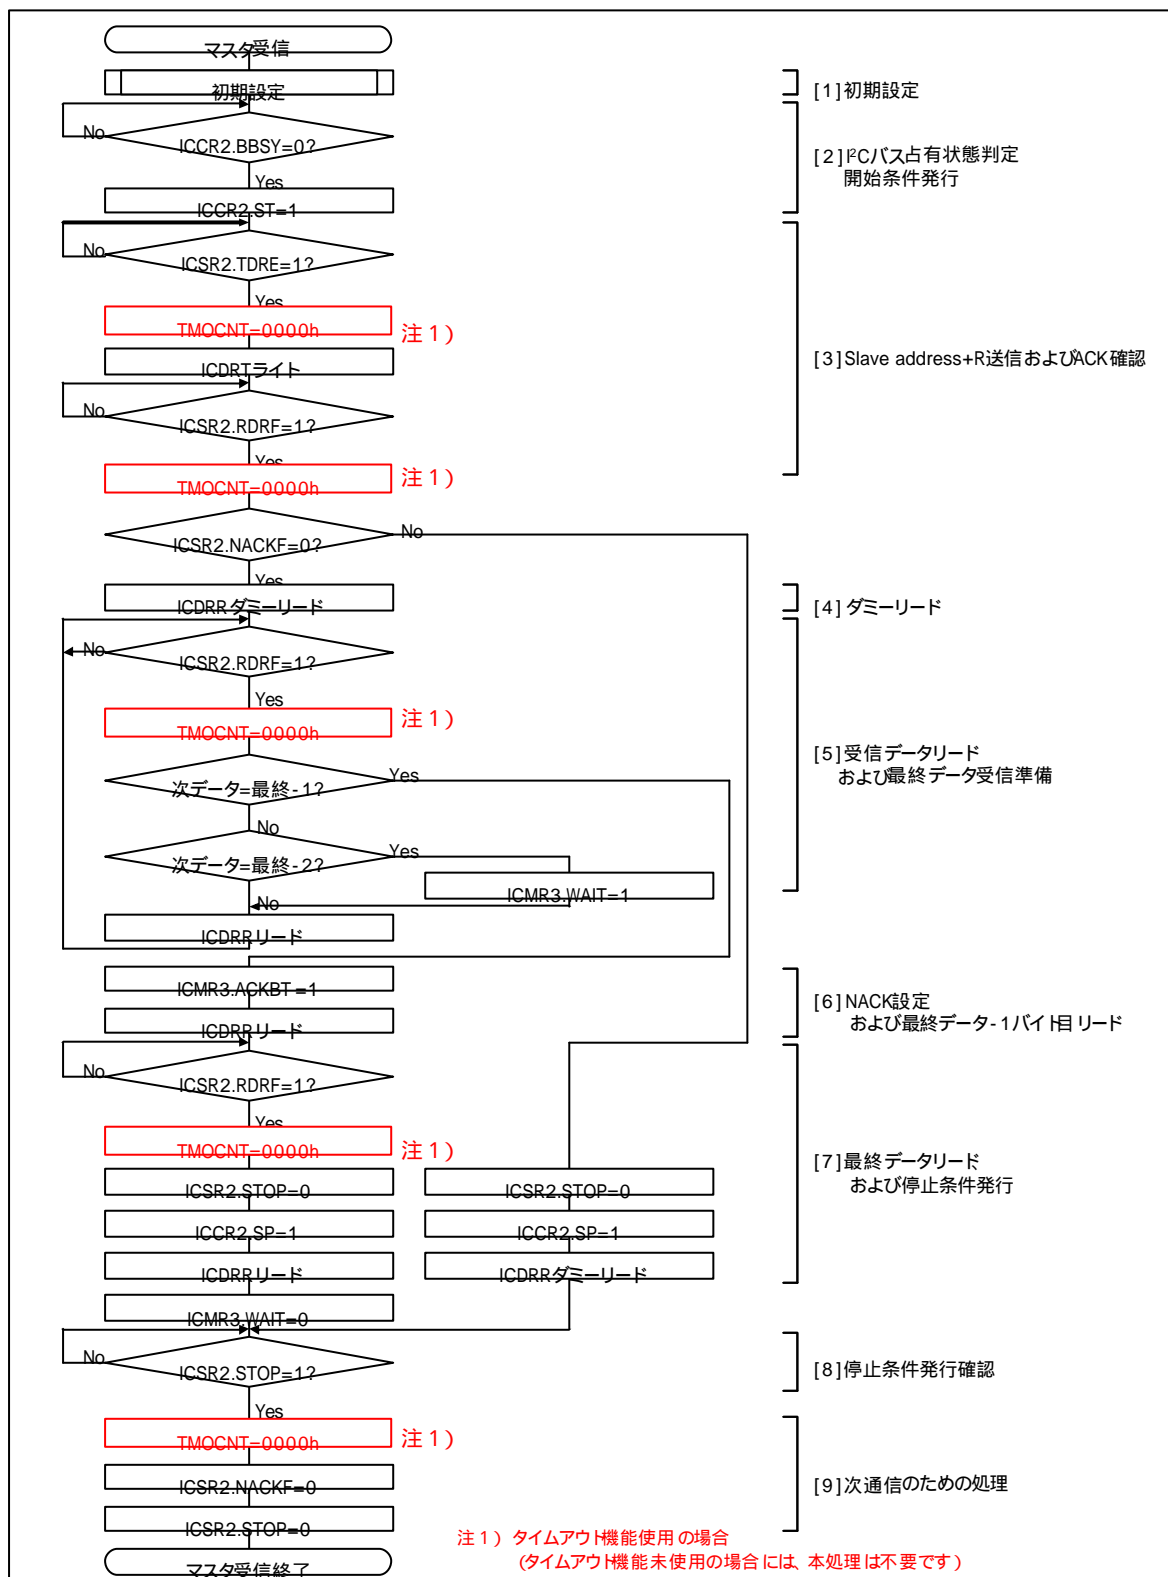 マスタ受信
初期設定
[1]初期設定
No
ICCR2.BBSY=0?
[2]I²Cバス占有状態判定
開始条件発行
Yes
ICCR2.ST=1
No
ICSR2.TDRE=1?
Yes
TMOCNT=0000h
注1)
ICDRTライト
[3]Slave address+R送信およびACK確認
No
ICSR2.RDRF=1?
Yes
TMOCNT=0000h
注1)
ICSR2.NACKF=0?
No
Yes
ICDRRダミーリード
[4]ダミーリード
No
ICSR2.RDRF=1?
Yes
TMOCNT=0000h
注1)
[5]受信データリード
および最終データ受信準備
次データ=最終-1?
Yes
No
次データ=最終-2?
Yes
ICMR3.WAIT=1
No
ICDRRリード
ICMR3.ACKBT=1
[6]NACK設定
および最終データ-1バイト目リード
ICDRRリード
No
ICSR2.RDRF=1?
Yes
TMOCNT=0000h
注1)
[7]最終データリード
および停止条件発行
ICSR2.STOP=0
ICSR2.STOP=0
ICCR2.SP=1
ICCR2.SP=1
ICDRRリード
ICDRRダミーリード
ICMR3.WAIT=0
No
ICSR2.STOP=1?
[8]停止条件発行確認
Yes
TMOCNT=0000h
注1)
ICSR2.NACKF=0
[9]次通信のための処理
ICSR2.STOP=0
マスタ受信終了
注1) タイムアウト機能使用の場合
(タイムアウト機能未使用の場合には、本処理は不要です)